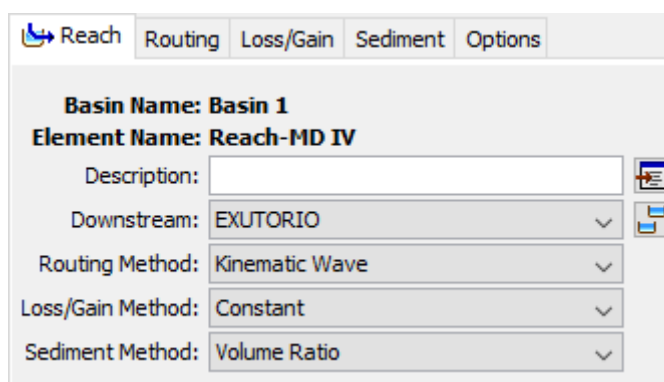 Reach Routing Loss/Gain Sediment Options
Basin Name: Basin 1
Element Name: Reach-MD IV
Description:
Downstream: EXUTORIO
Routing Method: Kinematic Wave
Loss/Gain Method: Constant
Sediment Method: Volume Ratio